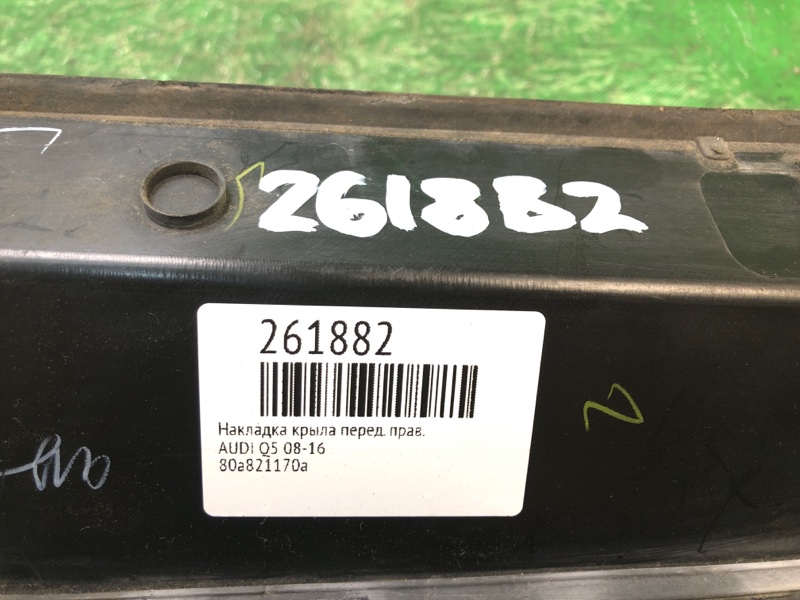 261882
261882
Накладка крыла перед. прав.
AUDI Q5 08-16
80a821170a